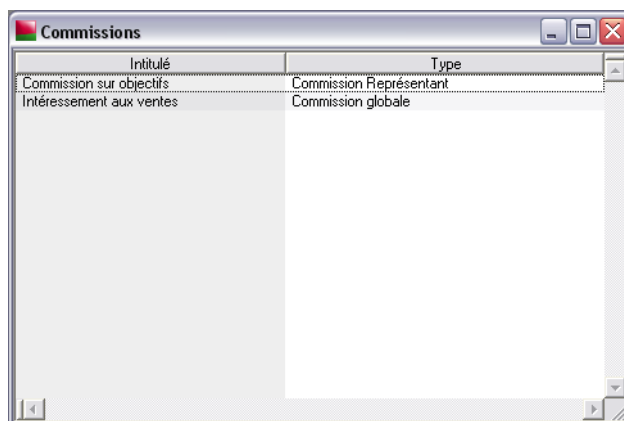 Commissions
Intitulé Type
Commission sur objectifs Commission Représentant
Intéressement aux ventes Commission globale